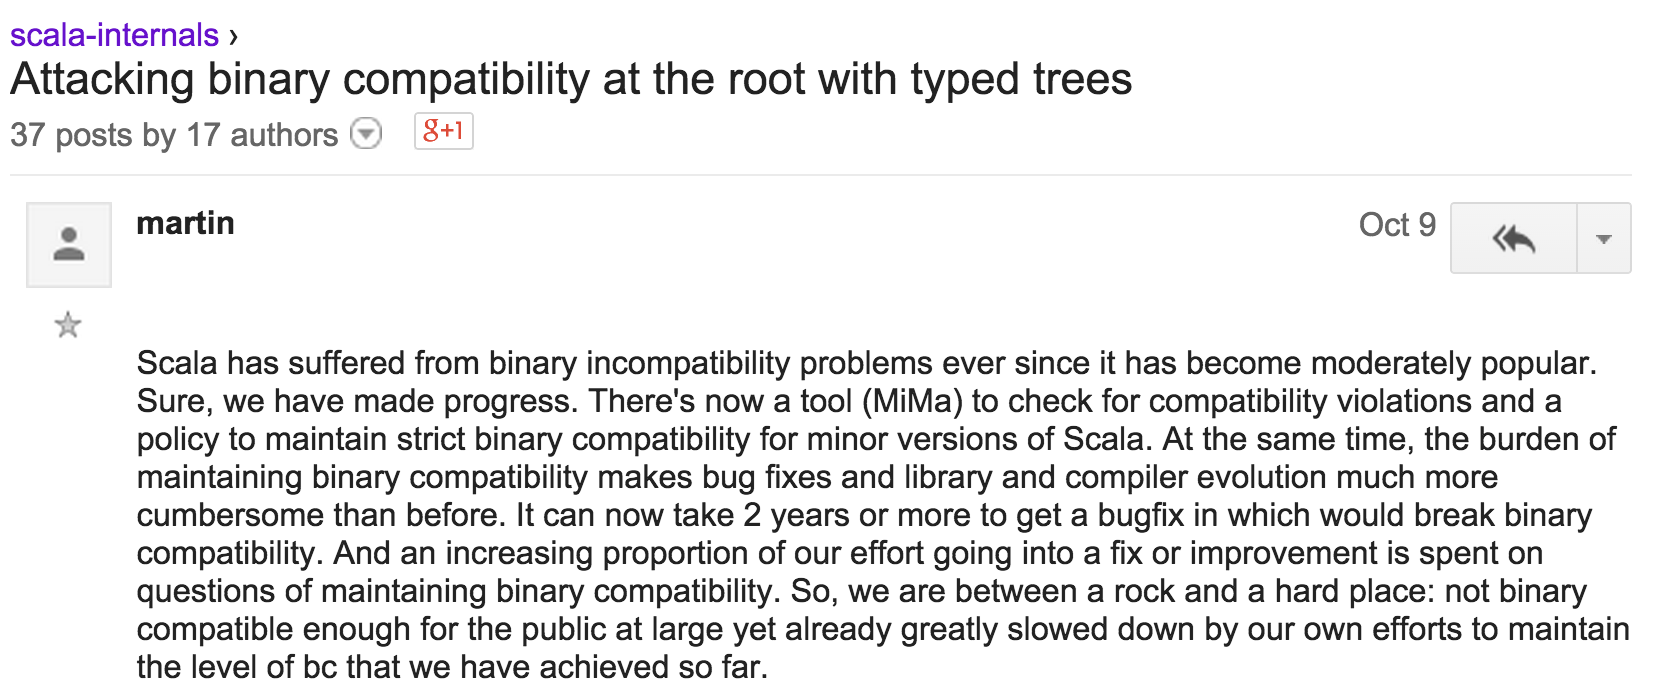 scala-internals ›
Attacking binary compatibility at the root with typed trees
37 posts by 17 authors
g+1
martin
Oct 9
Scala has suffered from binary incompatibility problems ever since it has become moderately popular.
Sure, we have made progress. There's now a tool (MiMa) to check for compatibility violations and a
policy to maintain strict binary compatibility for minor versions of Scala. At the same time, the burden of
maintaining binary compatibility makes bug fixes and library and compiler evolution much more
cumbersome than before. It can now take 2 years or more to get a bugfix in which would break binary
compatibility. And an increasing proportion of our effort going into a fix or improvement is spent on
questions of maintaining binary compatibility. So, we are between a rock and a hard place: not binary
compatible enough for the public at large yet already greatly slowed down by our own efforts to maintain
the level of bc that we have achieved so far.